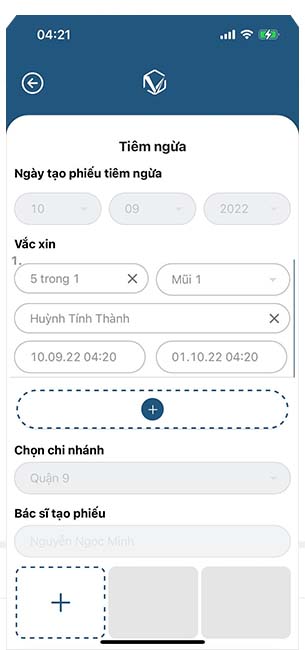 04:21
Tiêm ngừa
Ngày tạo phiếu tiêm ngừa
10 09 2022
Vắc xin
1.
5 trong 1 Mũi 1
Huỳnh Tính Thành
10.09.22 04:20 01.10.22 04:20
Chọn chi nhánh
Quận 9
Bác sĩ tạo phiếu
Nguyễn Ngọc Minh